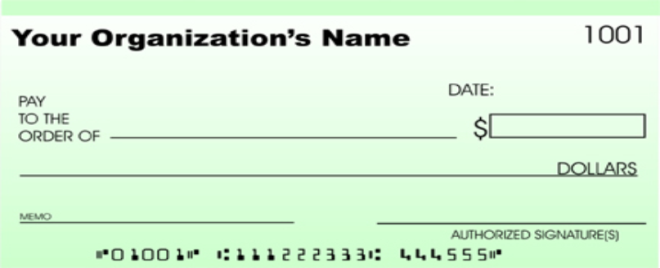 Your Organization's Name 1001
DATE:
PAY
TO THE
ORDER OF $
DOLLARS
MEMO
AUTHORIZED SIGNATURE(S)
⑈01001⑈ ⑆111222333⑆ 444555⑈